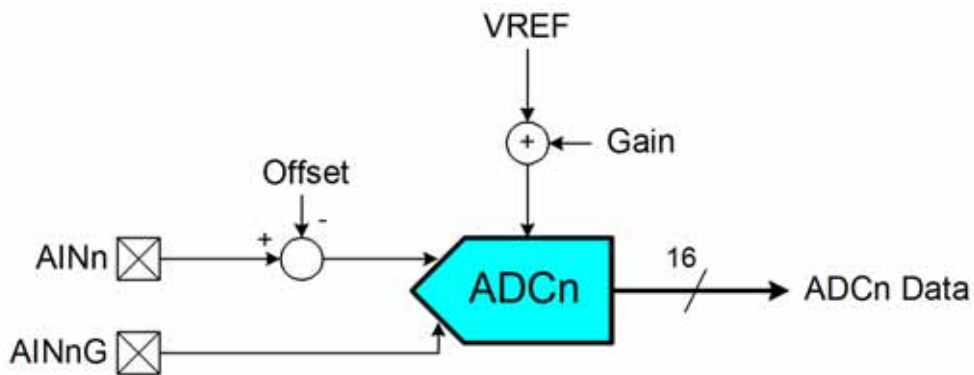 VREF
+
Gain
Offset
-
+
AINn
ADCn
16
ADCn Data
AINnG